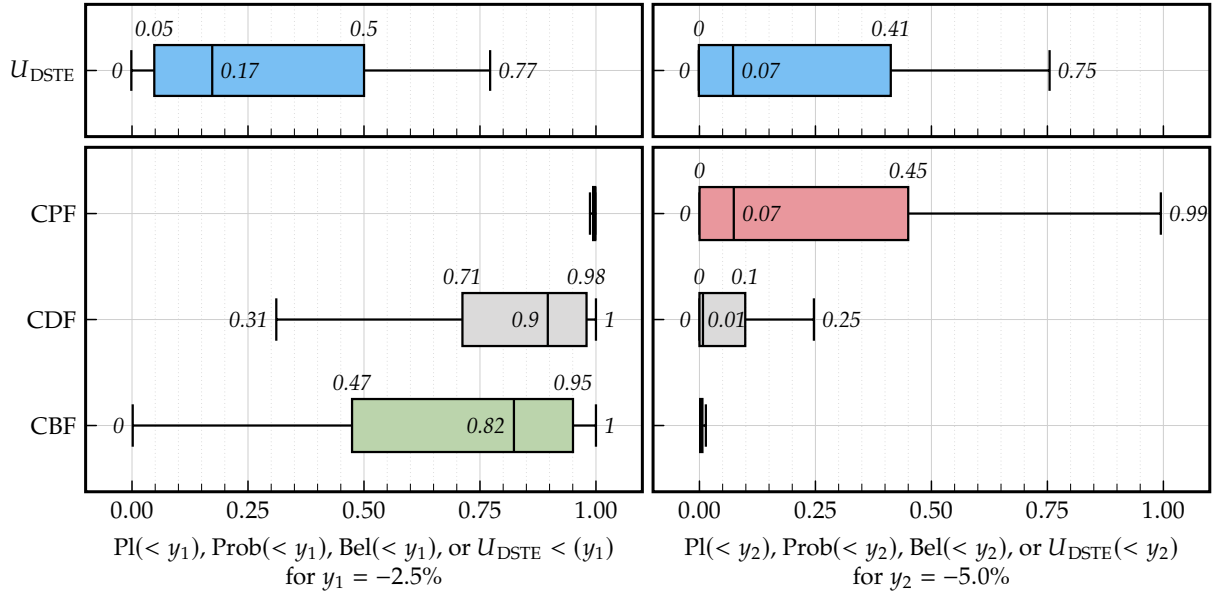 0.05 0.5
U_DSTE 0 0.17 0.77
0 0.41
0 0.07 0.75
CPF
0 0.45
0 0.07 0.99
0.71 0.98
CDF 0.31 0.9 1
0 0.1
0 0.01 0.25
0.47 0.95
CBF 0 0.82 1
0.00 0.25 0.50 0.75 1.00
Pl(< y₁), Prob(< y₁), Bel(< y₁), or U_DSTE < (y₁)
for y₁ = −2.5%
0.00 0.25 0.50 0.75 1.00
Pl(< y₂), Prob(< y₂), Bel(< y₂), or U_DSTE(< y₂)
for y₂ = −5.0%